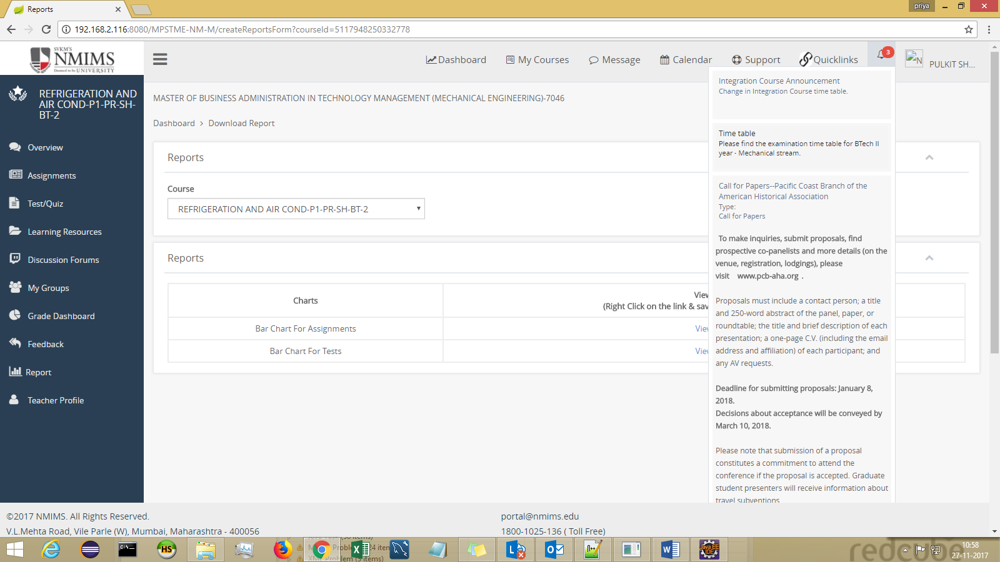 Reports
priya
192.168.2.116:8080/MPSTME-NM-M/createReportsForm?courseId=5117948250332778
SVKM'S
NMIMS
Deemed to be UNIVERSITY
Dashboard
My Courses
Message
Calendar
Support
Quicklinks
3
N
PULKIT SH...
REFRIGERATION AND
AIR COND-P1-PR-SH-
BT-2
Overview
Assignments
Test/Quiz
Learning Resources
Discussion Forums
My Groups
Grade Dashboard
Feedback
Report
Teacher Profile
MASTER OF BUSINESS ADMINISTRATION IN TECHNOLOGY MANAGEMENT (MECHANICAL ENGINEERING)-7046
Dashboard > Download Report
Reports
Course
REFRIGERATION AND AIR COND-P1-PR-SH-BT-2
Reports
Charts
View
(Right Click on the link & sav
Bar Chart For Assignments
View
Bar Chart For Tests
View
Integration Course Announcement
Change in Integration Course time table.
Time table
Please find the examination time table for BTech II
year - Mechanical stream.
Call for Papers--Pacific Coast Branch of the
American Historical Association
Type:
Call for Papers
To make inquiries, submit proposals, find
prospective co-panelists and more details (on the
venue, registration, lodgings), please
visit www.pcb-aha.org .
Proposals must include a contact person; a title
and 250-word abstract of the panel, paper, or
roundtable; the title and brief description of each
presentation; a one-page C.V. (including the email
address and affiliation) of each participant; and
any AV requests.
Deadline for submitting proposals: January 8,
2018.
Decisions about acceptance will be conveyed by
March 10, 2018.
Please note that submission of a proposal
constitutes a commitment to attend the
conference if the proposal is accepted. Graduate
student presenters will receive information about
travel subventions
©2017 NMIMS. All Rights Reserved.
V.L.Mehta Road, Vile Parle (W), Mumbai, Maharashtra - 400056
portal@nmims.edu
1800-1025-136 ( Toll Free)
C:\.
HS
Java EE
IDE
redcube
10:58
27-11-2017